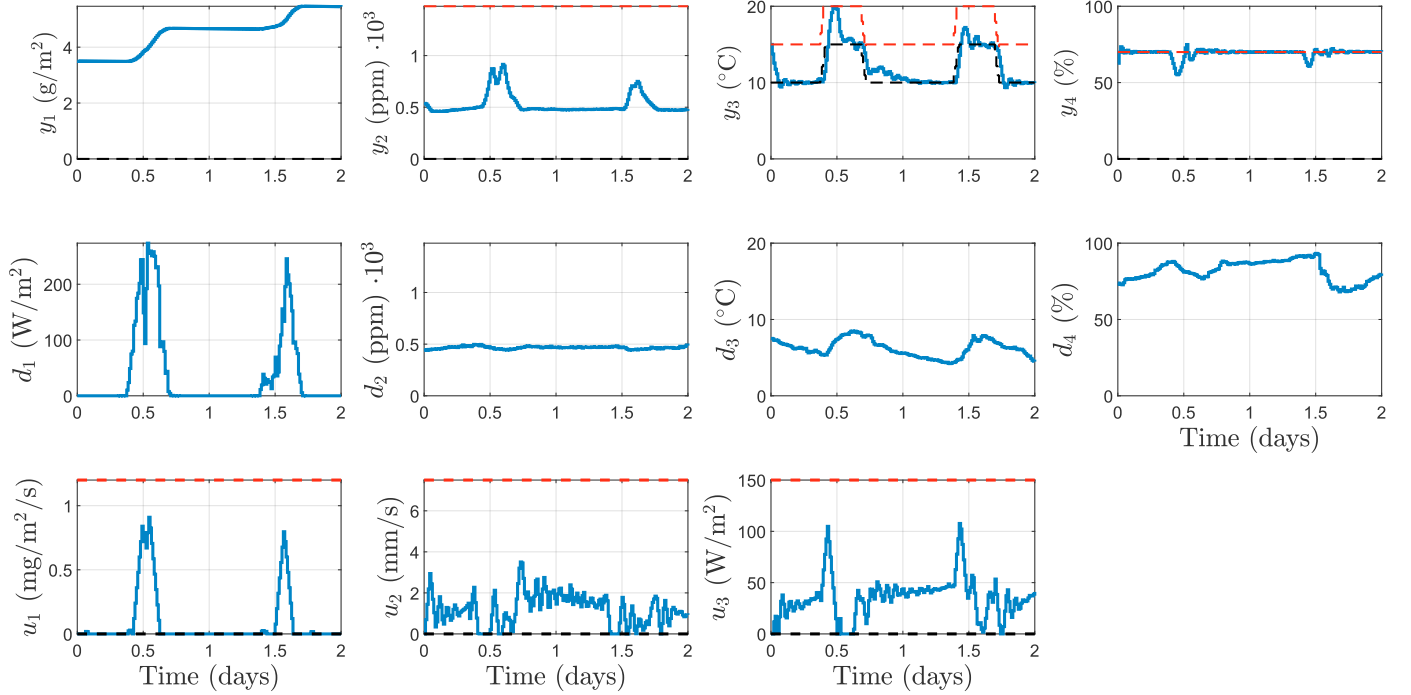 y₁ (g/m²)
4
2
0
0 0.5 1 1.5 2
y₂ (ppm) ·10³
1
0.5
0
0 0.5 1 1.5 2
y₃ (°C)
20
15
10
5
0
0 0.5 1 1.5 2
y₄ (%)
100
50
0
0 0.5 1 1.5 2
d₁ (W/m²)
200
100
0
0 0.5 1 1.5 2
d₂ (ppm) ·10³
1
0.5
0
0 0.5 1 1.5 2
d₃ (°C)
20
15
10
5
0
0 0.5 1 1.5 2
d₄ (%)
100
50
0
0 0.5 1 1.5 2
Time (days)
u₁ (mg/m²/s)
1
0.5
0
0 0.5 1 1.5 2
Time (days)
u₂ (mm/s)
6
4
2
0
0 0.5 1 1.5 2
Time (days)
u₃ (W/m²)
150
100
50
0
0 0.5 1 1.5 2
Time (days)